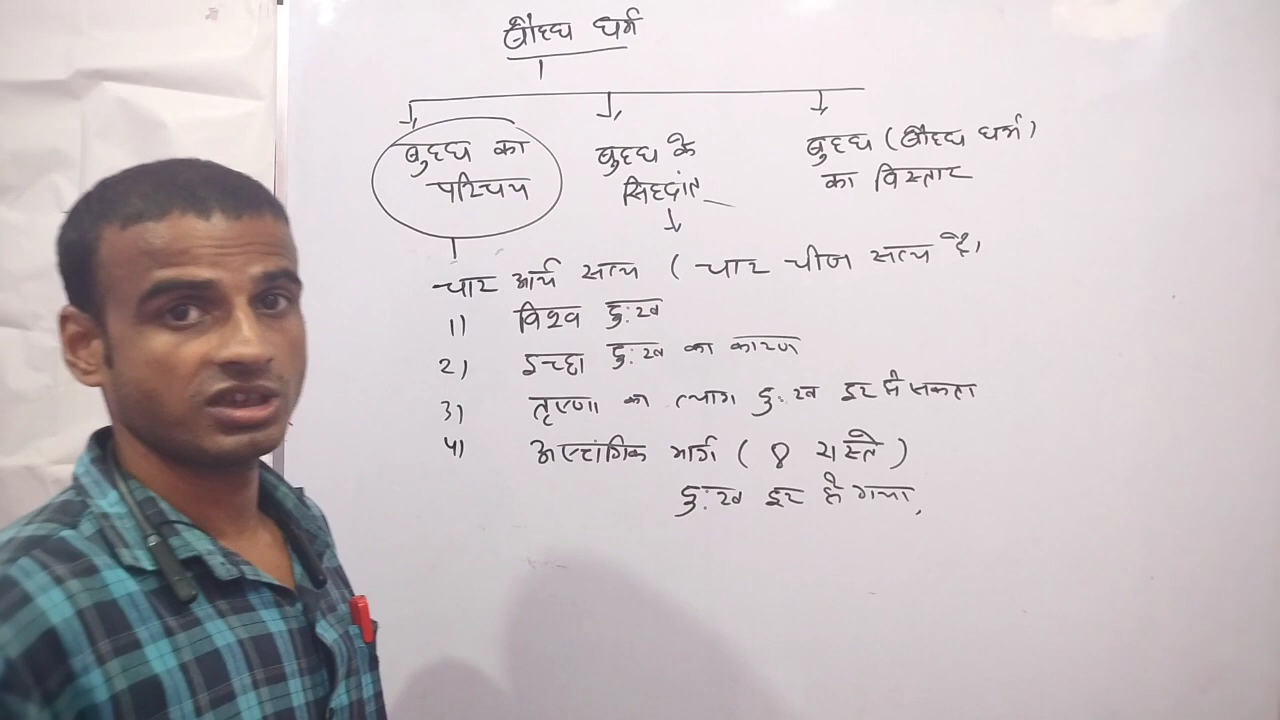 बौद्ध धर्म
बुद्ध का
परिचय
बुद्ध के
सिद्धांत
बुद्ध (बौद्ध धर्म)
का विस्तार
चार आर्य सत्य ( चार चीज सत्य है,
1) विश्व दुःख
2) इच्छा दुःख का कारण
3) तृष्णा का त्याग दुःख दूर हो सकता
4) अष्टांगिक मार्ग ( 8 रास्ते )
दुःख दूर हो गया,